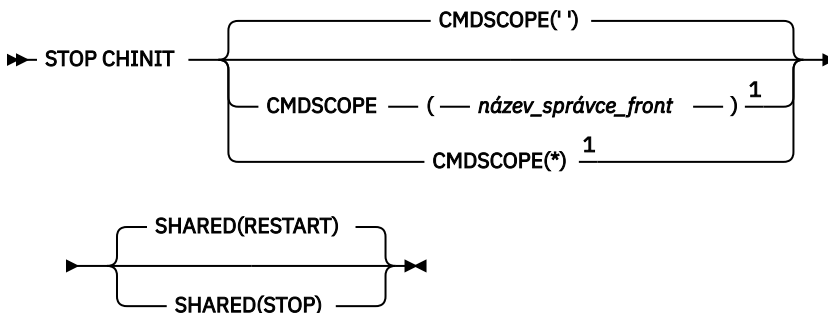 CMDSCOPE(' ')
STOP CHINIT
CMDSCOPE ( název_správce_front ) 1
CMDSCOPE(*) 1
SHARED(RESTART)
SHARED(STOP)